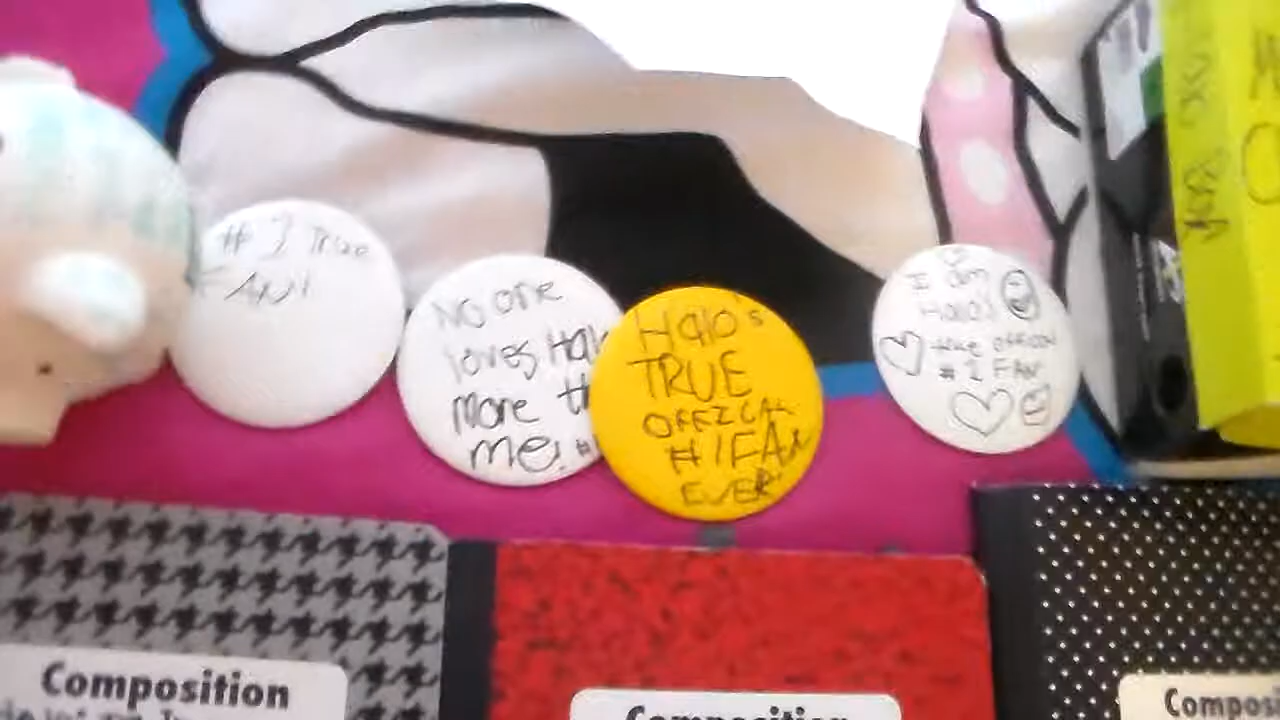 # 1 True
FAN!
No one
loves Halo
More th
me! #
Halo's
TRUE
OFFICAL
#1 FAN
EVER!
I am
Halo's
true official
#1 FAN
Composition
Composition
Composi